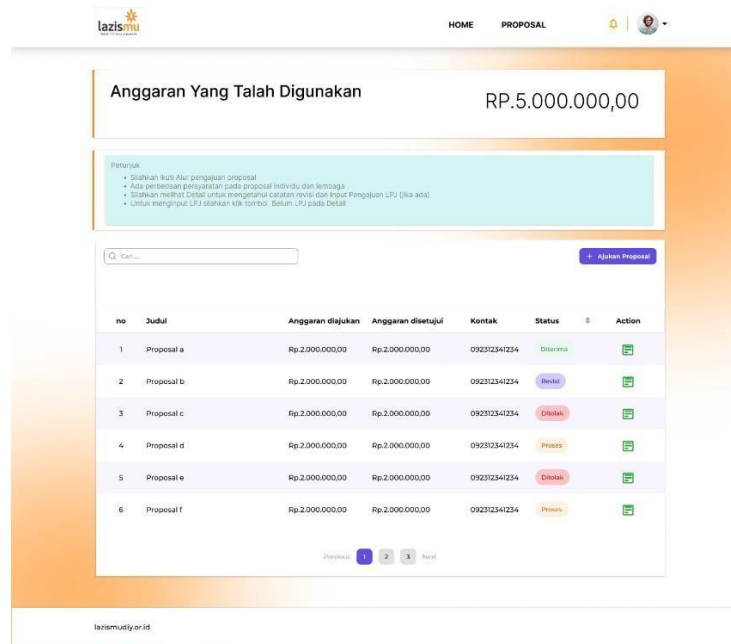 lazismu
HOME PROPOSAL
Anggaran Yang Talah Digunakan
RP.5.000.000,00
Petunjuk
• Silahkan ikuti Alur pengajuan proposal
• Ada perbedaan persyaratan pada proposal individu dan lembaga
• Silahkan melihat Detail untuk mengetahui catatan revisi dan Input Pengajuan LPJ (jika ada)
• Untuk menginput LPJ silahkan klik tombol Belum LPJ pada Detail
Cari...
+ Ajukan Proposal
no Judul Anggaran diajukan Anggaran disetujui Kontak Status Action
1 Proposal a Rp.2.000.000,00 Rp.2.000.000,00 092312341234 Diterima
2 Proposal b Rp.2.000.000,00 Rp.2.000.000,00 092312341234 Revisi
3 Proposal c Rp.2.000.000,00 Rp.2.000.000,00 092312341234 Ditolak
4 Proposal d Rp.2.000.000,00 Rp.2.000.000,00 092312341234 Proses
5 Proposal e Rp.2.000.000,00 Rp.2.000.000,00 092312341234 Ditolak
6 Proposal f Rp.2.000.000,00 Rp.2.000.000,00 092312341234 Proses
Previous 1 2 3 Next
lazismudiy.or.id